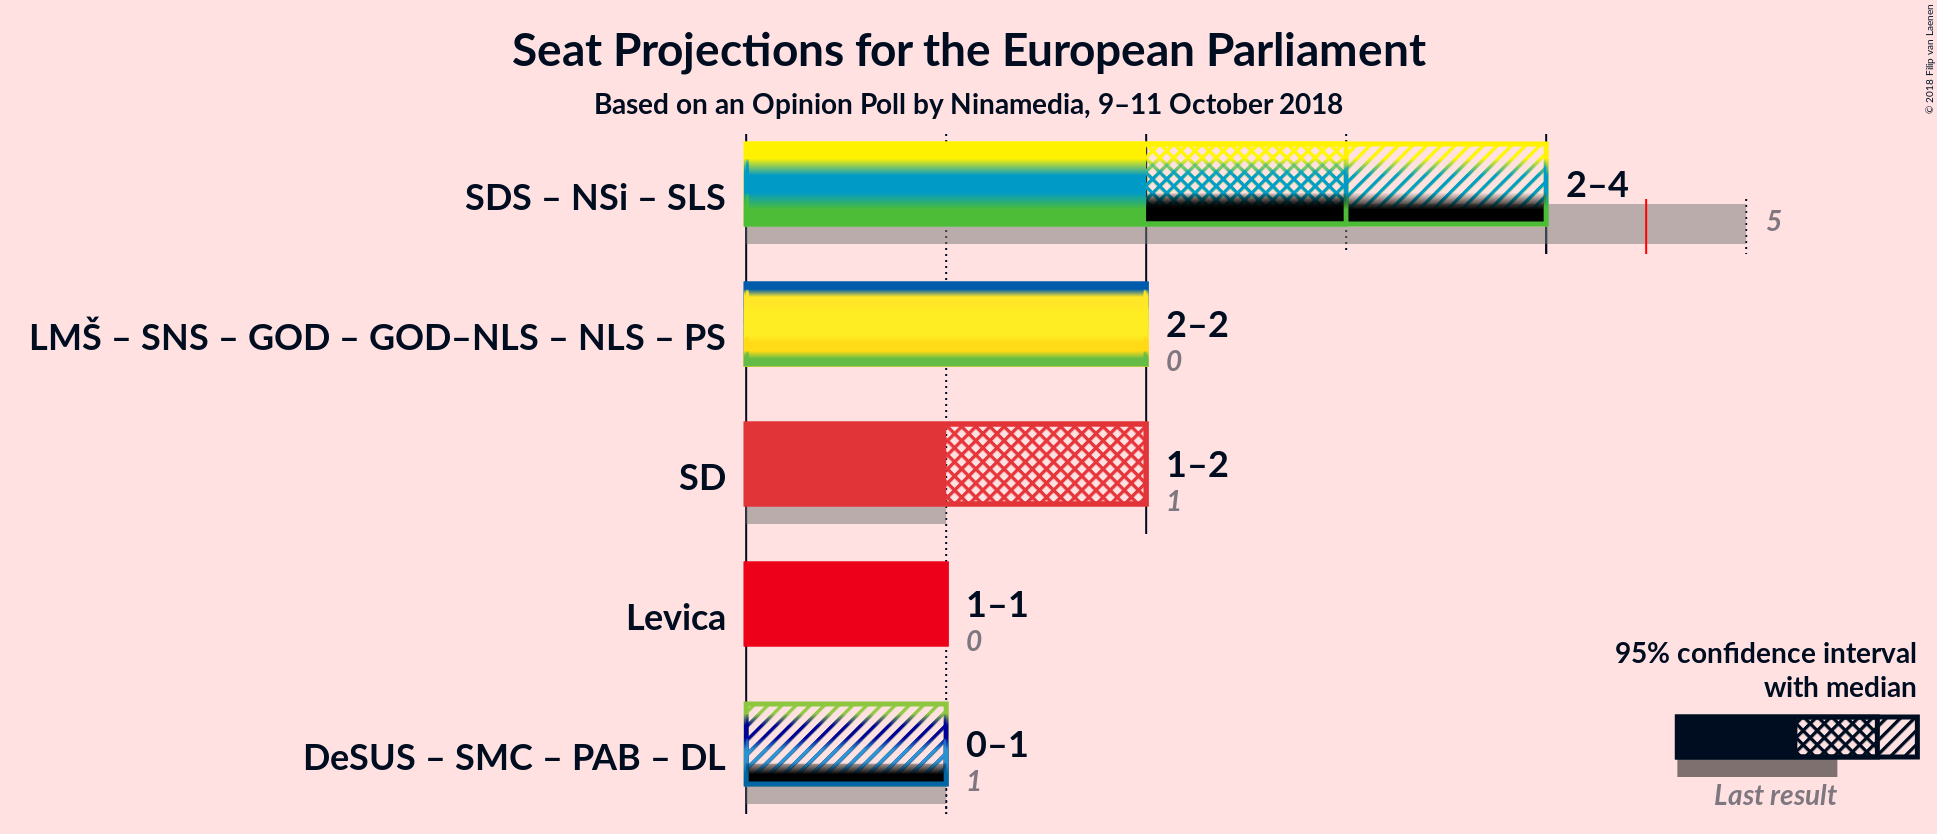 Seat Projections for the European Parliament
Based on an Opinion Poll by Ninamedia, 9–11 October 2018
© 2018 Filip van Laenen
SDS – NSi – SLS
2–4
5
LMŠ – SNS – GOD – GOD–NLS – NLS – PS
2–2
0
SD
1–2
1
Levica
1–1
0
DeSUS – SMC – PAB – DL
0–1
1
95% confidence interval
with median
Last result